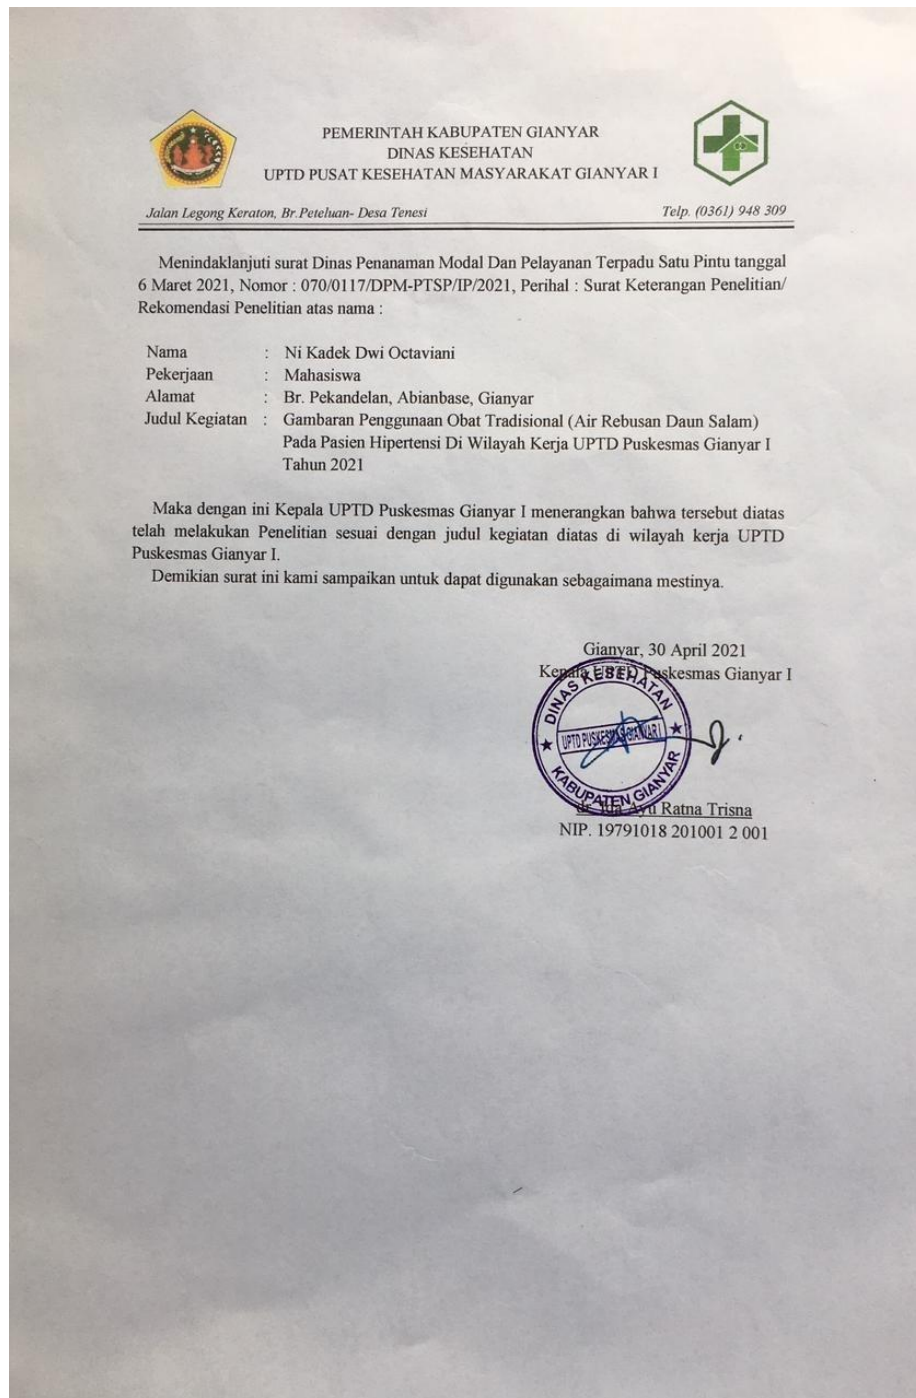 PEMERINTAH KABUPATEN GIANYAR
DINAS KESEHATAN
UPTD PUSAT KESEHATAN MASYARAKAT GIANYAR I
Jalan Legong Keraton, Br.Peteluan- Desa Tenesi
Telp. (0361) 948 309
Menindaklanjuti surat Dinas Penanaman Modal Dan Pelayanan Terpadu Satu Pintu tanggal
6 Maret 2021, Nomor : 070/0117/DPM-PTSP/IP/2021, Perihal : Surat Keterangan Penelitian/
Rekomendasi Penelitian atas nama :
Nama : Ni Kadek Dwi Octaviani
Pekerjaan : Mahasiswa
Alamat : Br. Pekandelan, Abianbase, Gianyar
Judul Kegiatan : Gambaran Penggunaan Obat Tradisional (Air Rebusan Daun Salam)
Pada Pasien Hipertensi Di Wilayah Kerja UPTD Puskesmas Gianyar I
Tahun 2021
Maka dengan ini Kepala UPTD Puskesmas Gianyar I menerangkan bahwa tersebut diatas
telah melakukan Penelitian sesuai dengan judul kegiatan diatas di wilayah kerja UPTD
Puskesmas Gianyar I.
Demikian surat ini kami sampaikan untuk dapat digunakan sebagaimana mestinya.
Gianyar, 30 April 2021
Kepala UPTD Puskesmas Gianyar I
DINAS KESEHATAN
UPTD PUSKESMAS GIANYAR I
KABUPATEN GIANYAR
dr. Ida Ayu Ratna Trisna
NIP. 19791018 201001 2 001